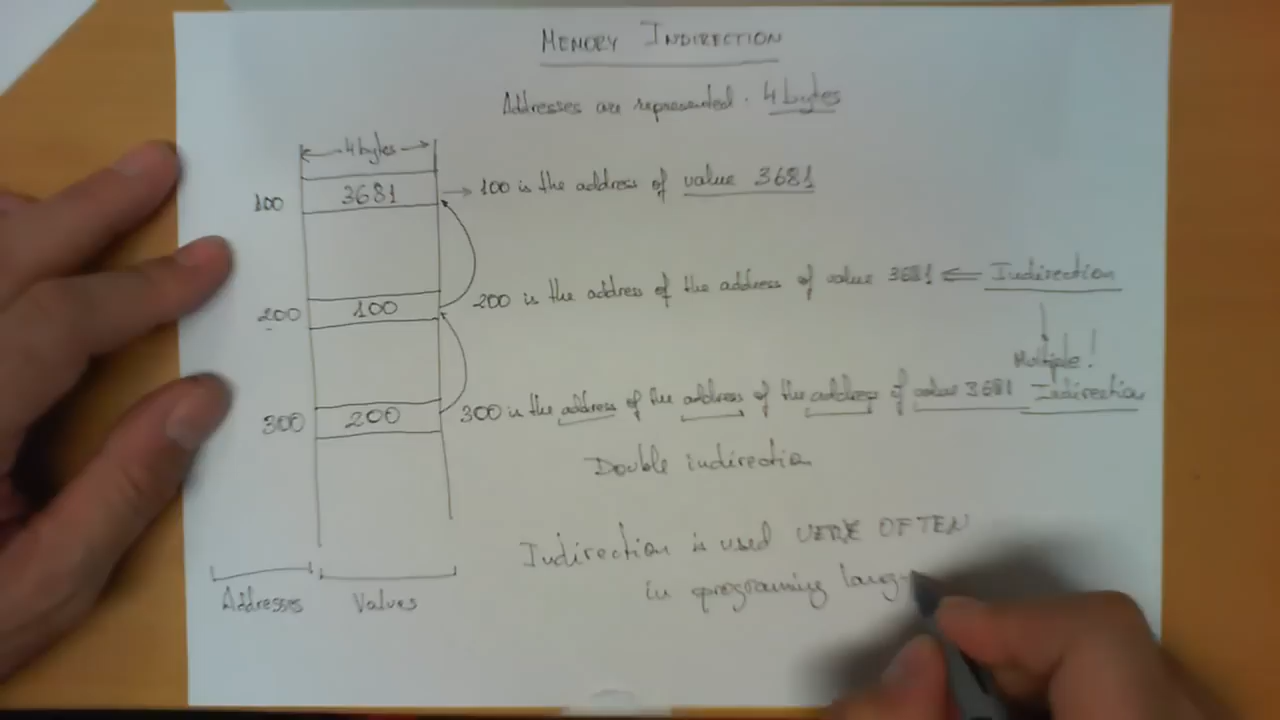 MEMORY INDIRECTION
Addresses are represented. 4 bytes
4 bytes
100 3681 → 100 is the address of value 3681
200 100 200 is the address of the address of value 3681 ⇐ Indirection
Multiple!
300 200 300 is the address of the address of the address of value 3681 Indirection
Double indirection
Indirection is used VERY OFTEN
in programing langu
Addresses Values